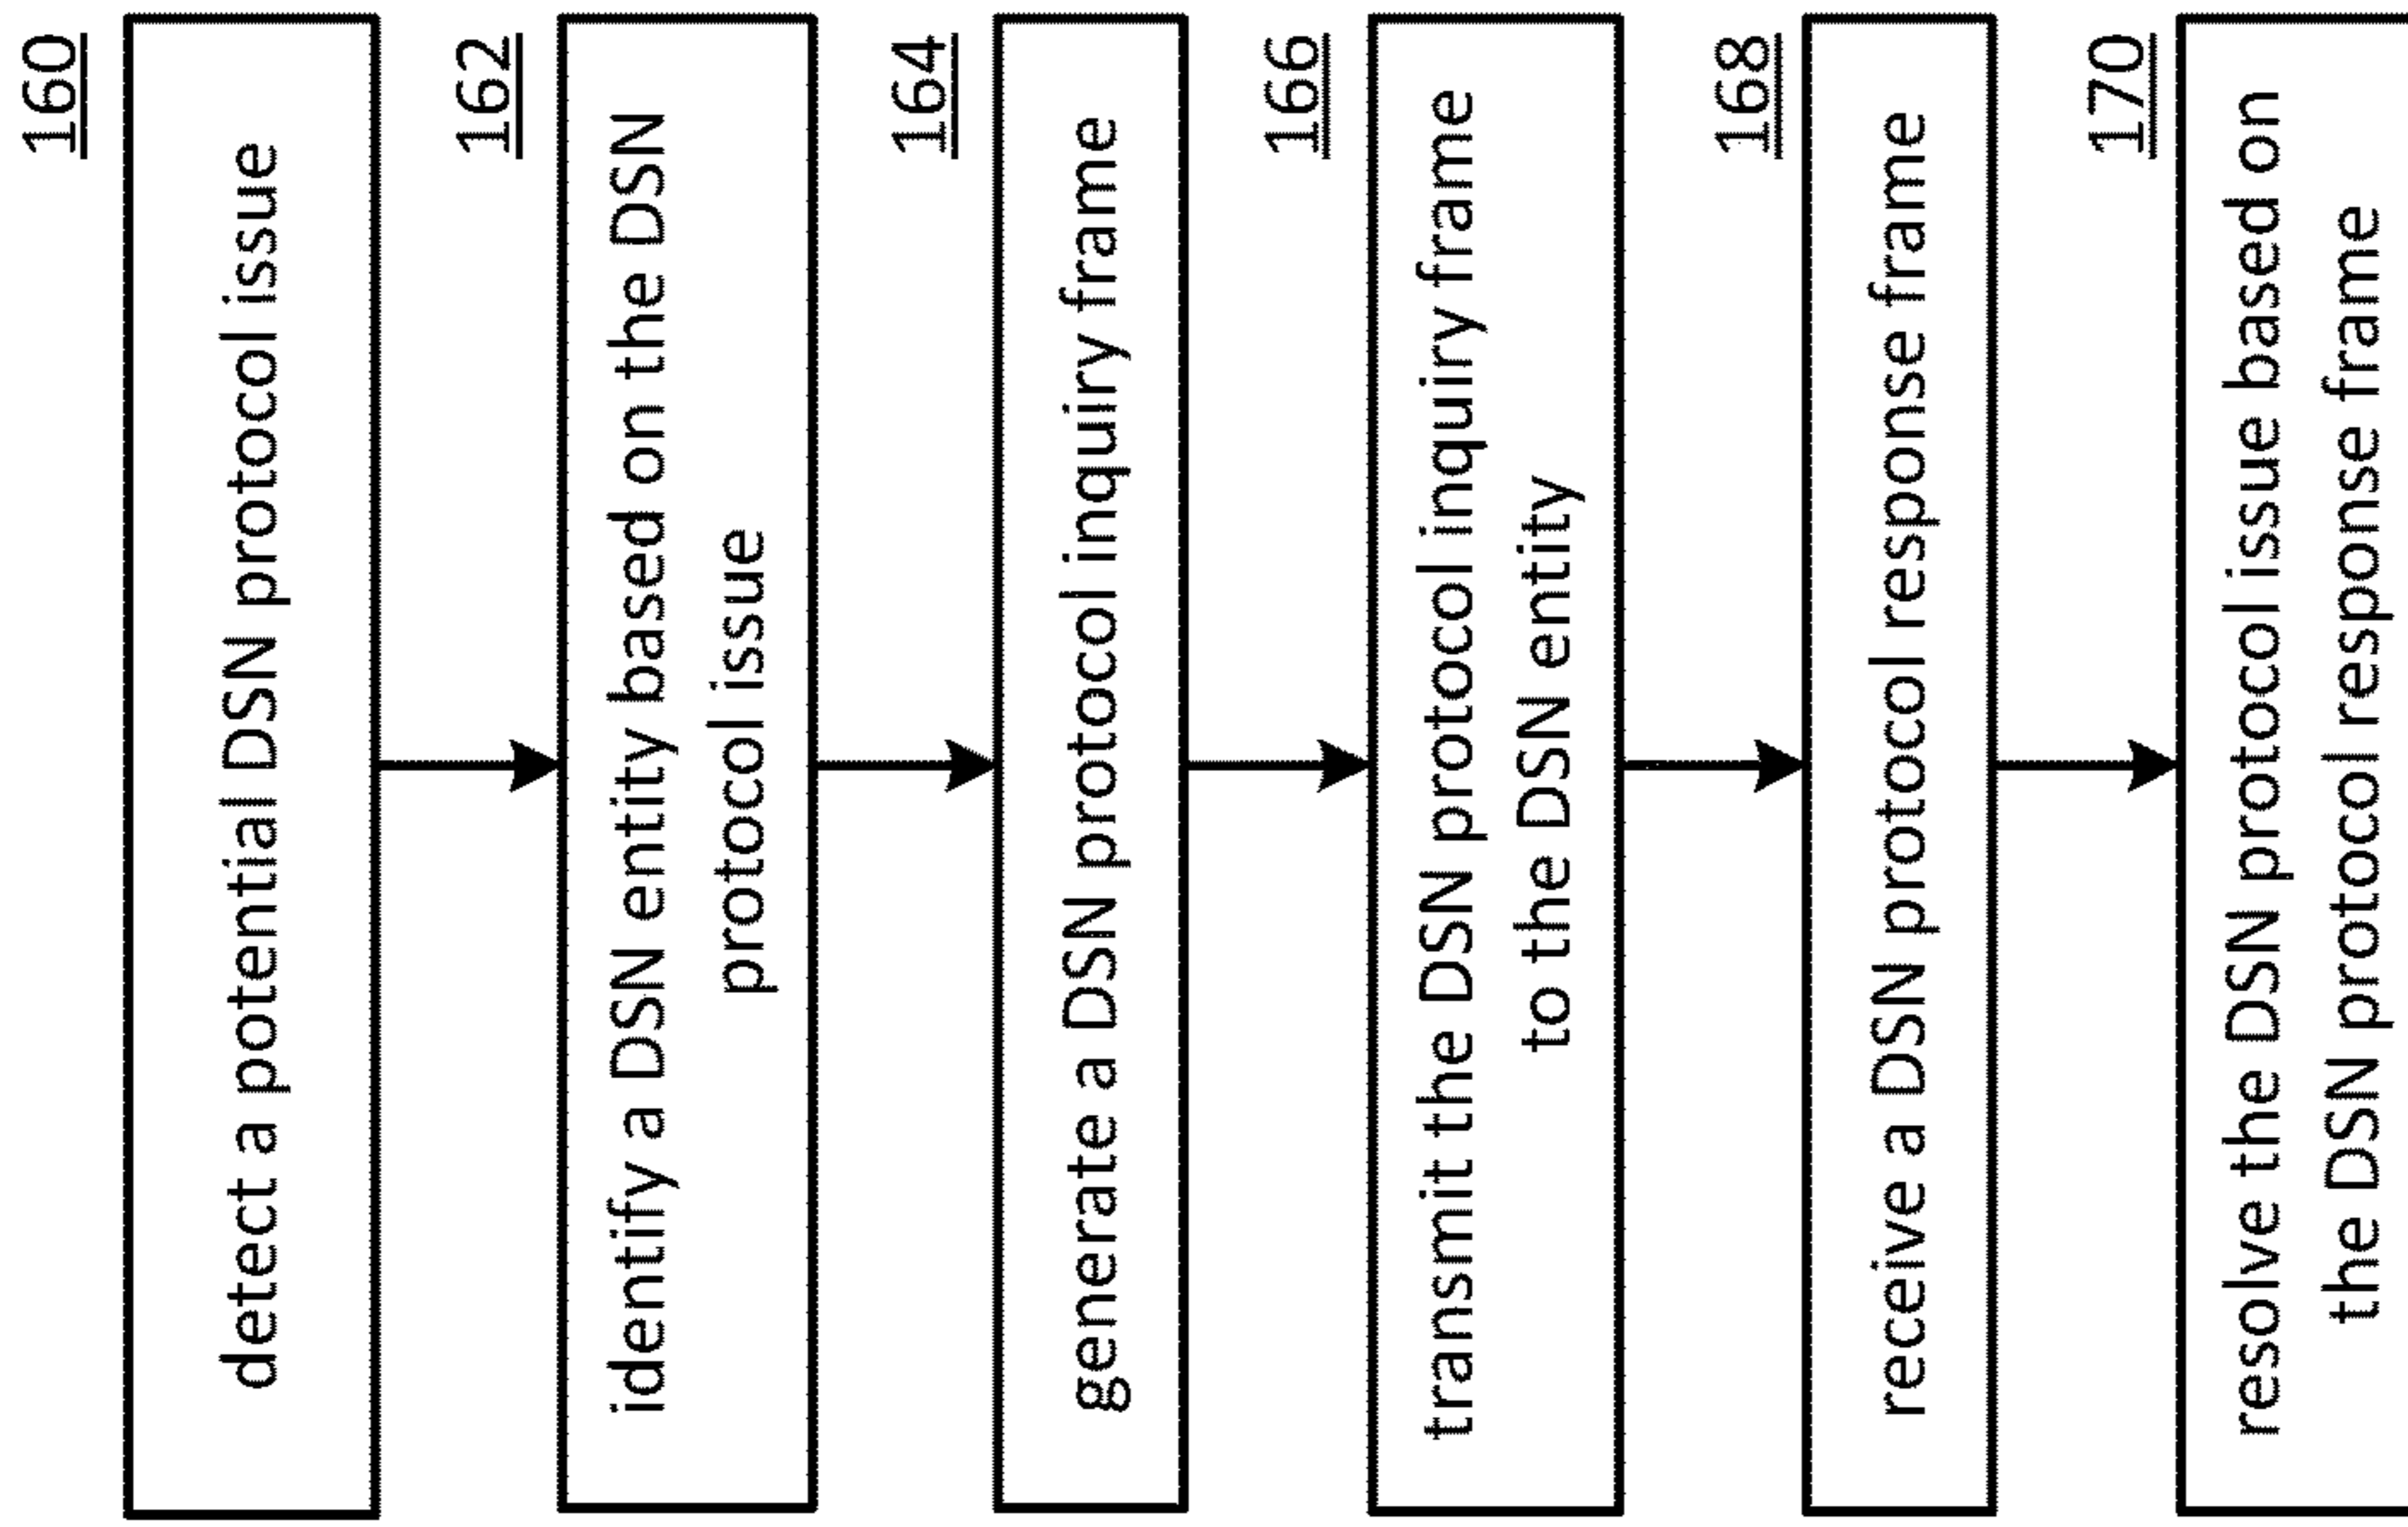 160
detect a potential DSN protocol issue
162
identify a DSN entity based on the DSN
protocol issue
164
generate a DSN protocol inquiry frame
166
transmit the DSN protocol inquiry frame
to the DSN entity
168
receive a DSN protocol response frame
170
resolve the DSN protocol issue based on
the DSN protocol response frame